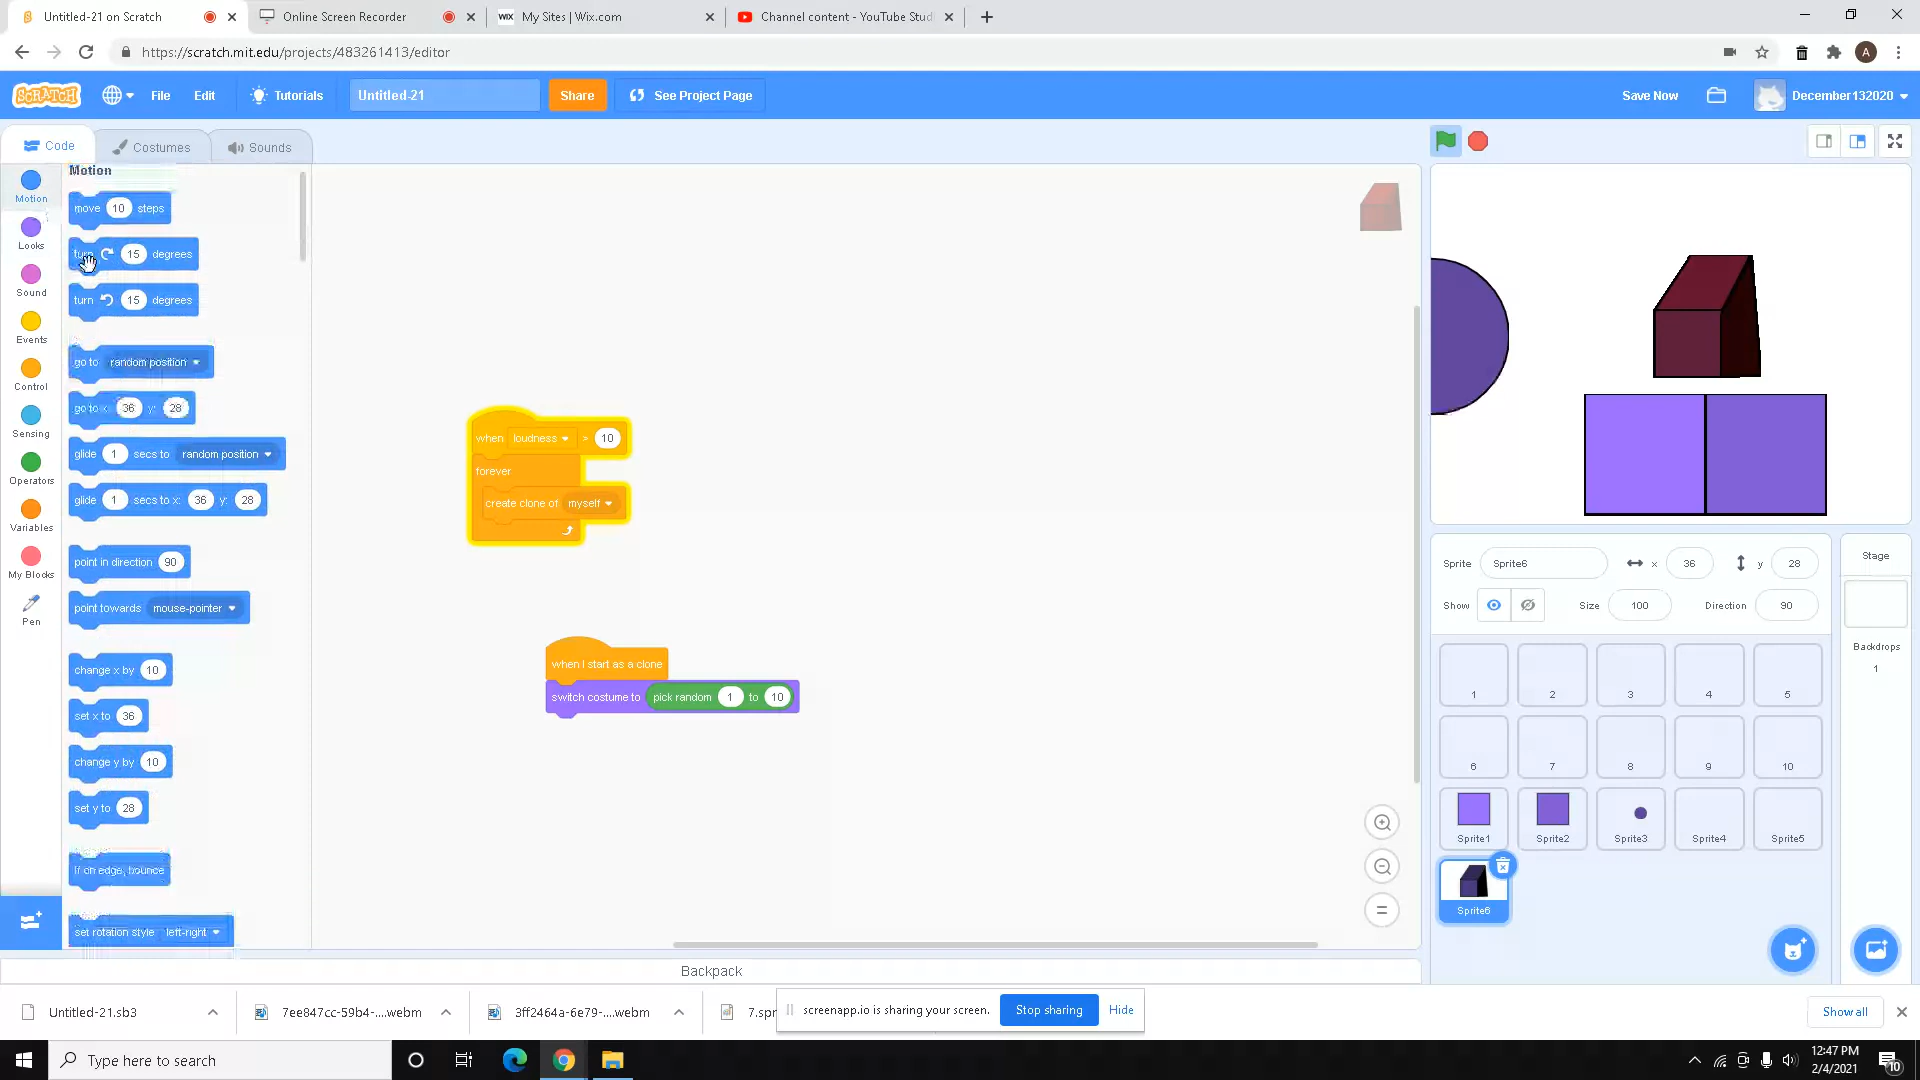 Untitled-21 on Scratch
Online Screen Recorder
WIX My Sites | Wix.com
Channel content - YouTube Stud
https://scratch.mit.edu/projects/483261413/editor
A
SCRATCH File Edit Tutorials Untitled-21 Share See Project Page Save Now December132020
Code Costumes Sounds
Motion
Looks
Sound
Events
Control
Sensing
Operators
Variables
My Blocks
Pen
Motion
move 10 steps
turn 15 degrees
turn 15 degrees
go to random position
go to x: 36 y: 28
glide 1 secs to random position
glide 1 secs to x: 36 y: 28
point in direction 90
point towards mouse-pointer
change x by 10
set x to 36
change y by 10
set y to 28
if on edge, bounce
set rotation style left-right
when loudness > 10
forever
create clone of myself
when I start as a clone
switch costume to pick random 1 to 10
Sprite Sprite6 x 36 y 28
Show Size 100 Direction 90
1 2 3 4 5
6 7 8 9 10
Sprite1 Sprite2 Sprite3 Sprite4 Sprite5
Sprite6
Stage
Backdrops
1
Backpack
Untitled-21.sb3
7ee847cc-59b4-....webm
3ff2464a-6e79-....webm
7.spr
screenapp.io is sharing your screen. Stop sharing Hide
Show all
Type here to search
12:47 PM
2/4/2021
10